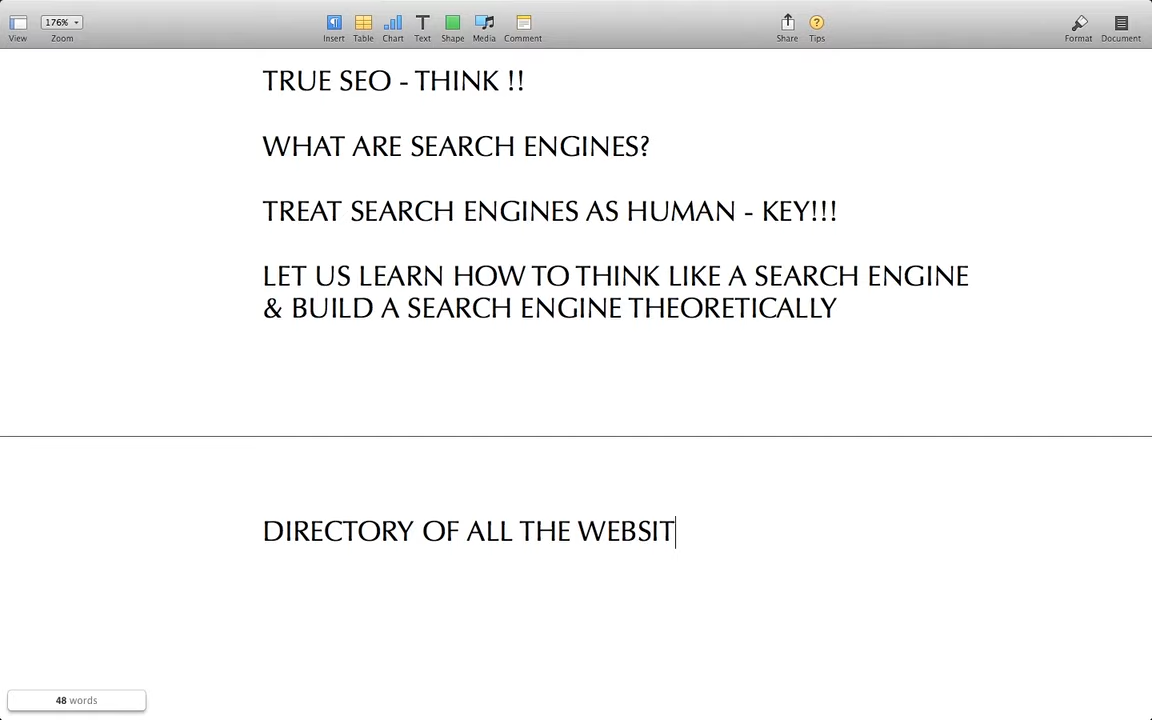 176%
View
Zoom
Insert
Table
Chart
Text
Shape
Media
Comment
Share
Tips
Format
Document
TRUE SEO - THINK !!
WHAT ARE SEARCH ENGINES?
TREAT SEARCH ENGINES AS HUMAN - KEY!!!
LET US LEARN HOW TO THINK LIKE A SEARCH ENGINE
& BUILD A SEARCH ENGINE THEORETICALLY
DIRECTORY OF ALL THE WEBSIT
48 words